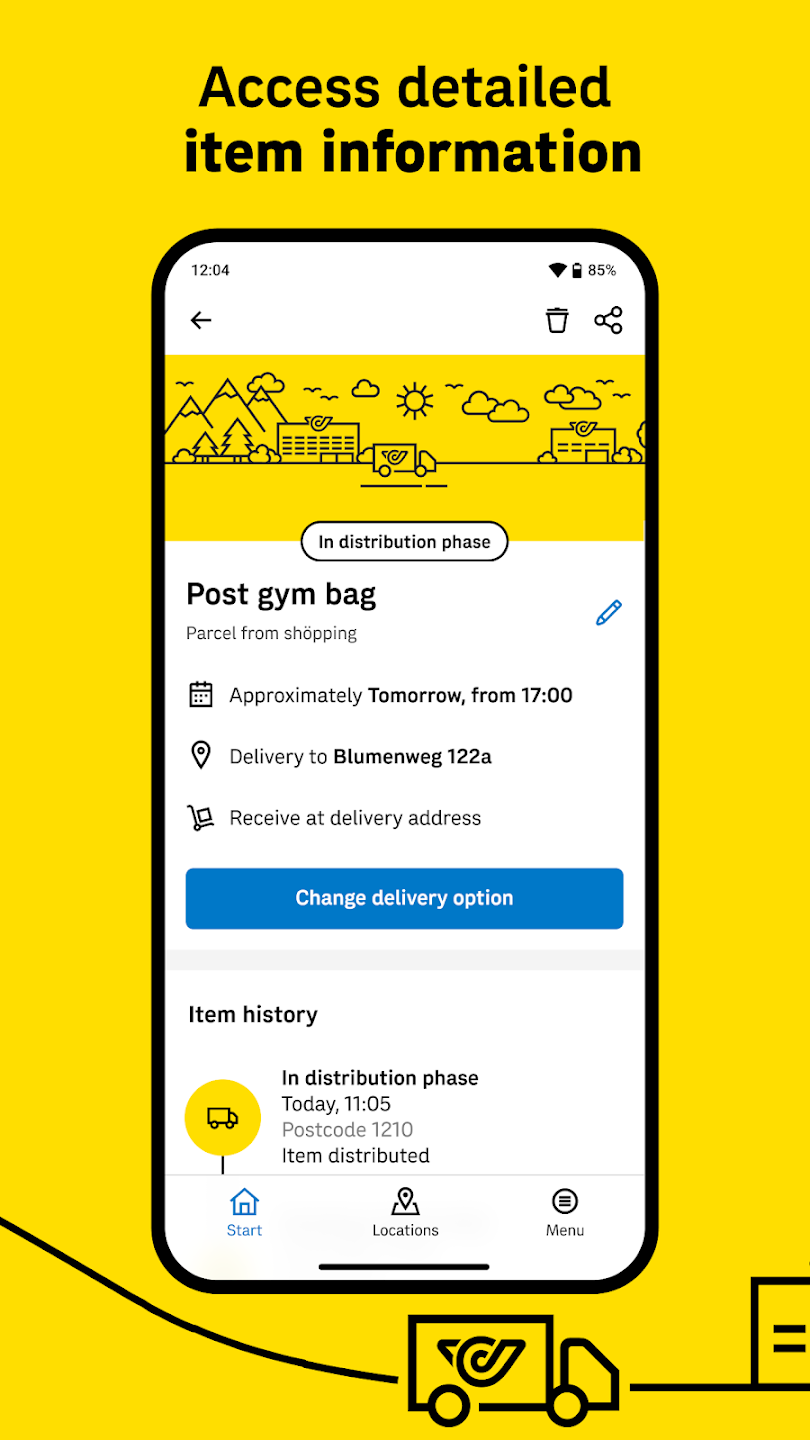 Access detailed
item information
12:04
85%
In distribution phase
Post gym bag
Parcel from shöpping
Approximately Tomorrow, from 17:00
Delivery to Blumenweg 122a
Receive at delivery address
Change delivery option
Item history
In distribution phase
Today, 11:05
Postcode 1210
Item distributed
Start
Locations
Menu